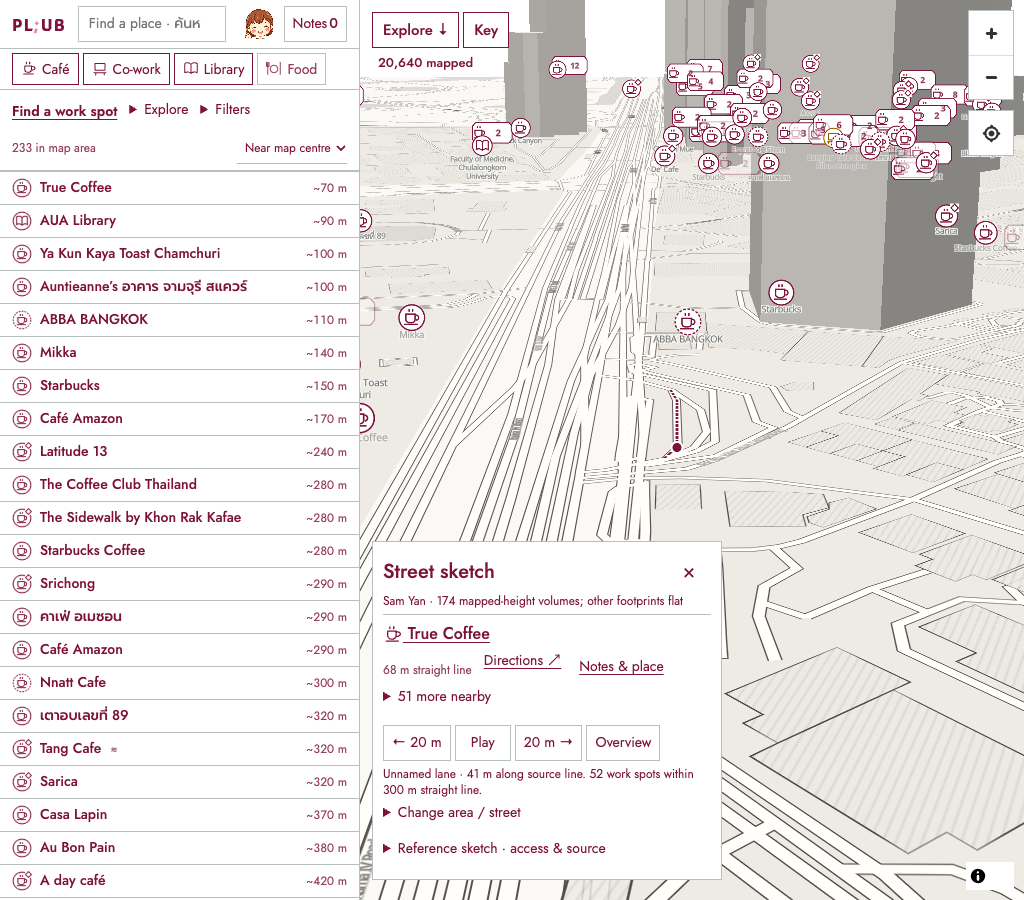 PL:UB
Find a place · ค้นห
Notes 0
Café
Co-work
Library
Food
Find a work spot
Explore
Filters
233 in map area
Near map centre
True Coffee ~70 m
AUA Library ~90 m
Ya Kun Kaya Toast Chamchuri ~100 m
Auntieanne's อาคาร จามจุรี สแควร์ ~100 m
ABBA BANGKOK ~110 m
Mikka ~140 m
Starbucks ~150 m
Café Amazon ~170 m
Latitude 13 ~240 m
The Coffee Club Thailand ~280 m
The Sidewalk by Khon Rak Kafae ~280 m
Starbucks Coffee ~280 m
Srichong ~290 m
คาเฟ่ อเมซอน ~290 m
Café Amazon ~290 m
Nnatt Cafe ~300 m
เตาอบเลขที่ 89 ~320 m
Tang Cafe ≈ ~320 m
Sarica ~320 m
Casa Lapin ~370 m
Au Bon Pain ~380 m
A day café ~420 m
Explore ↓
Key
20,640 mapped
+
−
12
2
7
4
2
8
6
Faculty of Medicine,
Chulalongkorn
University
De' Cafe
Starbucks
Sarica
Starbucks
ABBA BANGKOK
Mikka
Toast
offee
Street sketch
×
Sam Yan · 174 mapped-height volumes; other footprints flat
True Coffee
68 m straight line
Directions ↗
Notes & place
51 more nearby
← 20 m
Play
20 m →
Overview
Unnamed lane · 41 m along source line. 52 work spots within
300 m straight line.
Change area / street
Reference sketch · access & source